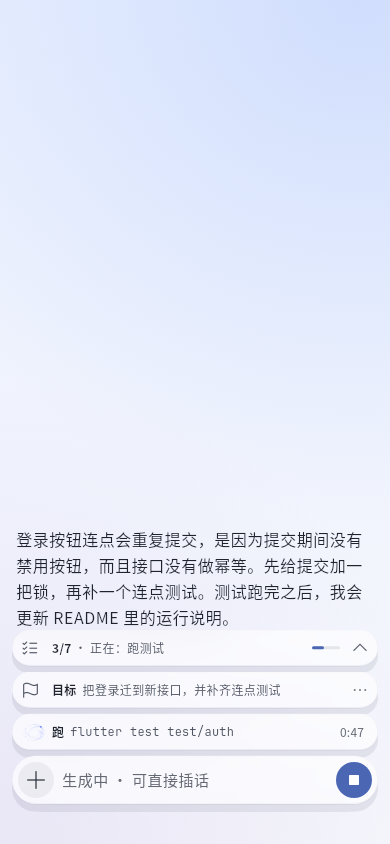 登录按钮连点会重复提交，是因为提交期间没有
禁用按钮，而且接口没有做幂等。先给提交加一
把锁，再补一个连点测试。测试跑完之后，我会
更新 README 里的运行说明。
3/7 · 正在：跑测试
目标 把登录迁到新接口，并补齐连点测试
跑 flutter test test/auth 0:47
生成中 · 可直接插话